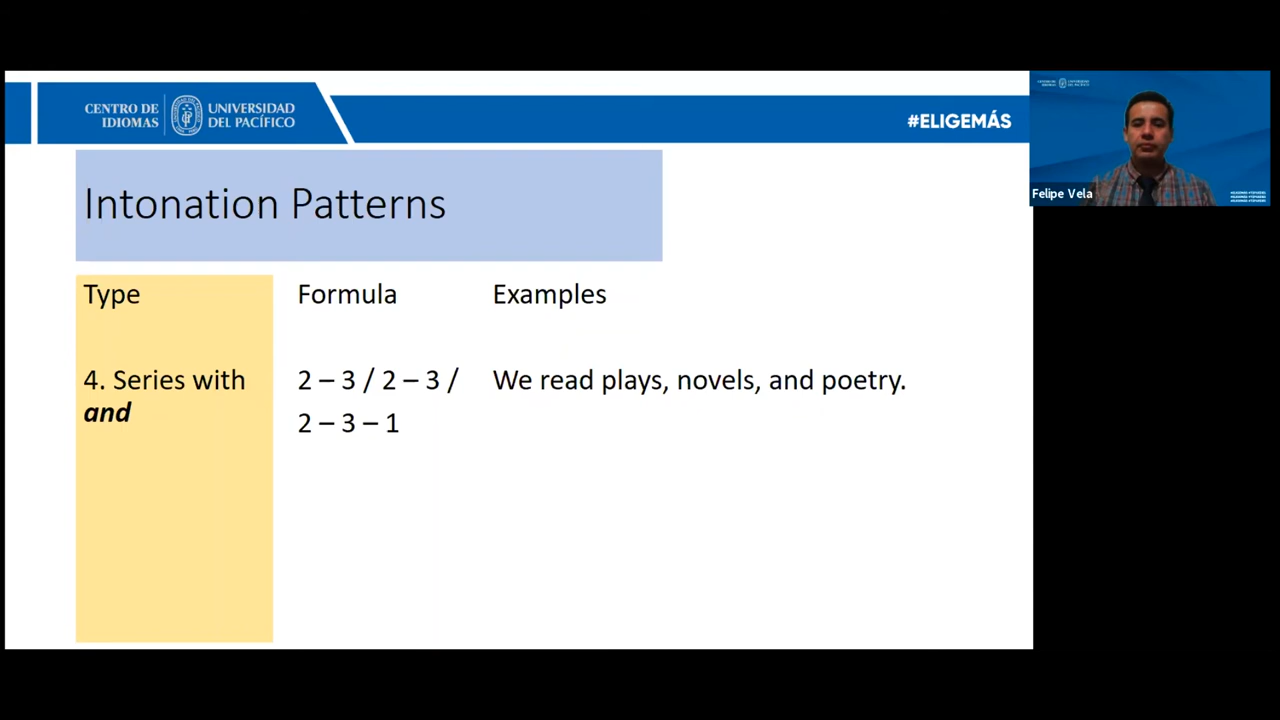 CENTRO DE
IDIOMAS
UNIVERSIDAD
DEL PACÍFICO
#ELIGEMÁS
Felipe Vela
Intonation Patterns
Type Formula Examples
4. Series with 2 – 3 / 2 – 3 / We read plays, novels, and poetry.
and 2 – 3 – 1